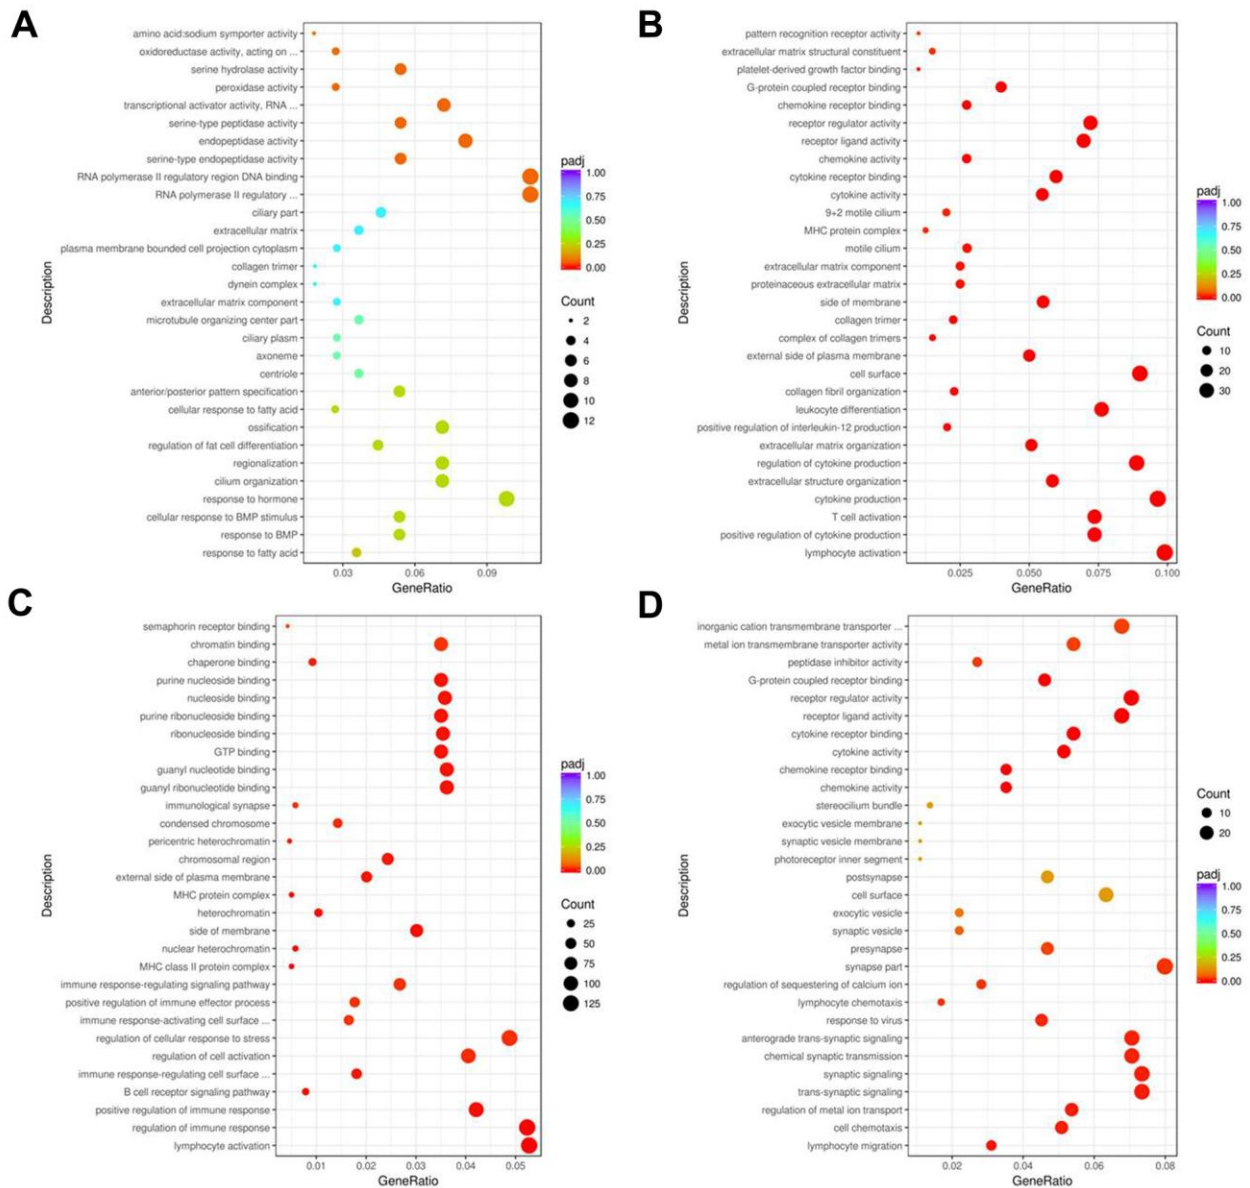 A
amino acid:sodium symporter activity
oxidoreductase activity, acting on ...
serine hydrolase activity
peroxidase activity
transcriptional activator activity, RNA ...
serine-type peptidase activity
endopeptidase activity
serine-type endopeptidase activity
RNA polymerase II regulatory region DNA binding
RNA polymerase II regulatory ...
ciliary part
extracellular matrix
plasma membrane bounded cell projection cytoplasm
collagen trimer
dynein complex
extracellular matrix component
microtubule organizing center part
ciliary plasm
axoneme
centriole
anterior/posterior pattern specification
cellular response to fatty acid
ossification
regulation of fat cell differentiation
regionalization
cilium organization
response to hormone
cellular response to BMP stimulus
response to BMP
response to fatty acid
Description
0.03 0.06 0.09
GeneRatio
padj
1.00
0.75
0.50
0.25
0.00
Count
2
4
6
8
10
12
B
pattern recognition receptor activity
extracellular matrix structural constituent
platelet-derived growth factor binding
G-protein coupled receptor binding
chemokine receptor binding
receptor regulator activity
receptor ligand activity
chemokine activity
cytokine receptor binding
cytokine activity
9+2 motile cilium
MHC protein complex
motile cilium
extracellular matrix component
proteinaceous extracellular matrix
side of membrane
collagen trimer
complex of collagen trimers
external side of plasma membrane
cell surface
collagen fibril organization
leukocyte differentiation
positive regulation of interleukin-12 production
extracellular matrix organization
regulation of cytokine production
extracellular structure organization
cytokine production
T cell activation
positive regulation of cytokine production
lymphocyte activation
Description
0.025 0.050 0.075 0.100
GeneRatio
padj
1.00
0.75
0.50
0.25
0.00
Count
10
20
30
C
semaphorin receptor binding
chromatin binding
chaperone binding
purine nucleoside binding
nucleoside binding
purine ribonucleoside binding
ribonucleoside binding
GTP binding
guanyl nucleotide binding
guanyl ribonucleotide binding
immunological synapse
condensed chromosome
pericentric heterochromatin
chromosomal region
external side of plasma membrane
MHC protein complex
heterochromatin
side of membrane
nuclear heterochromatin
MHC class II protein complex
immune response-regulating signaling pathway
positive regulation of immune effector process
immune response-activating cell surface ...
regulation of cellular response to stress
regulation of cell activation
immune response-regulating cell surface ...
B cell receptor signaling pathway
positive regulation of immune response
regulation of immune response
lymphocyte activation
Description
0.01 0.02 0.03 0.04 0.05
GeneRatio
padj
1.00
0.75
0.50
0.25
0.00
Count
25
50
75
100
125
D
inorganic cation transmembrane transporter ...
metal ion transmembrane transporter activity
peptidase inhibitor activity
G-protein coupled receptor binding
receptor regulator activity
receptor ligand activity
cytokine receptor binding
cytokine activity
chemokine receptor binding
chemokine activity
stereocilium bundle
exocytic vesicle membrane
synaptic vesicle membrane
photoreceptor inner segment
postsynapse
cell surface
exocytic vesicle
synaptic vesicle
presynapse
synapse part
regulation of sequestering of calcium ion
lymphocyte chemotaxis
response to virus
anterograde trans-synaptic signaling
chemical synaptic transmission
synaptic signaling
trans-synaptic signaling
regulation of metal ion transport
cell chemotaxis
lymphocyte migration
Description
0.02 0.04 0.06 0.08
GeneRatio
Count
10
20
padj
1.00
0.75
0.50
0.25
0.00